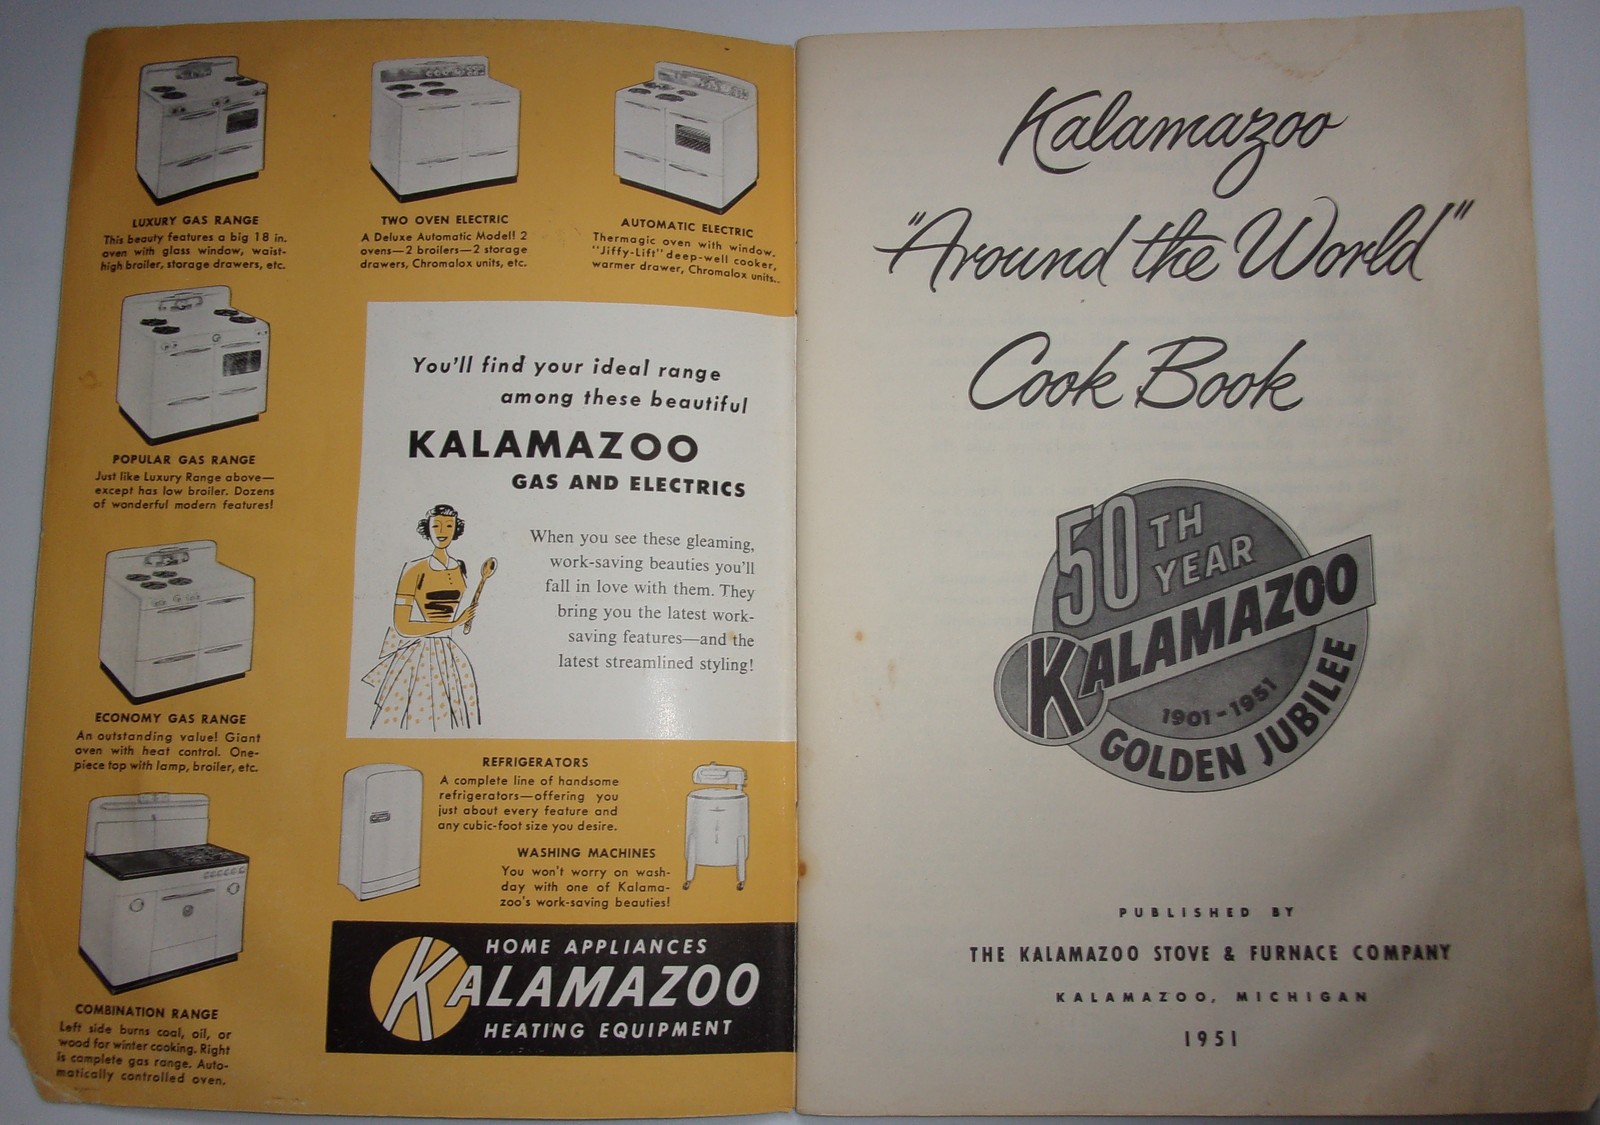 LUXURY GAS RANGE
This beauty features a big 18 in.
oven with glass window, waist-
high broiler, storage drawers, etc.
TWO OVEN ELECTRIC
A Deluxe Automatic Model! 2
ovens—2 broilers—2 storage
drawers, Chromalox units, etc.
AUTOMATIC ELECTRIC
Thermagic oven with window.
"Jiffy-Lift" deep-well cooker,
warmer drawer, Chromalox units..
POPULAR GAS RANGE
Just like Luxury Range above—
except has low broiler. Dozens
of wonderful modern features!
ECONOMY GAS RANGE
An outstanding value! Giant
oven with heat control. One-
piece top with lamp, broiler, etc.
COMBINATION RANGE
Left side burns coal, oil, or
wood for winter cooking. Right
is complete gas range. Auto-
matically controlled oven.
You'll find your ideal range
among these beautiful
KALAMAZOO
GAS AND ELECTRICS
When you see these gleaming,
work-saving beauties you'll
fall in love with them. They
bring you the latest work-
saving features—and the
latest streamlined styling!
REFRIGERATORS
A complete line of handsome
refrigerators—offering you
just about every feature and
any cubic-foot size you desire.
WASHING MACHINES
You won't worry on wash-
day with one of Kalama-
zoo's work-saving beauties!
HOME APPLIANCES
KALAMAZOO
HEATING EQUIPMENT
Kalamazoo
"Around the World"
Cook Book
50TH
YEAR
KALAMAZOO
1901-1951
GOLDEN JUBILEE
PUBLISHED BY
THE KALAMAZOO STOVE & FURNACE COMPANY
KALAMAZOO, MICHIGAN
1951